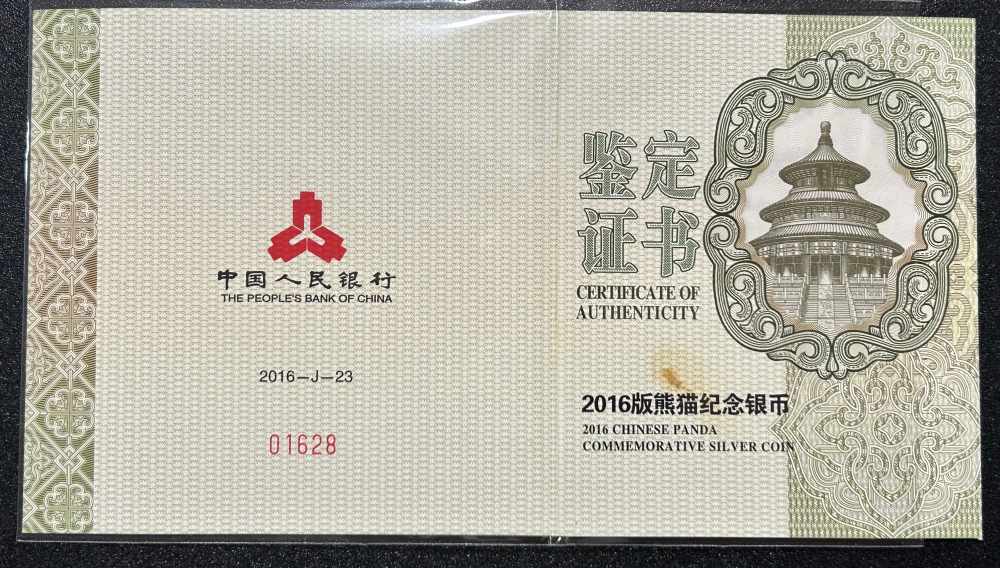 中国人民银行
THE PEOPLE'S BANK OF CHINA
2016-J-23
01628
鉴定
证书
CERTIFICATE OF
AUTHENTICITY
2016版熊猫纪念银币
2016 CHINESE PANDA
COMMEMORATIVE SILVER COIN